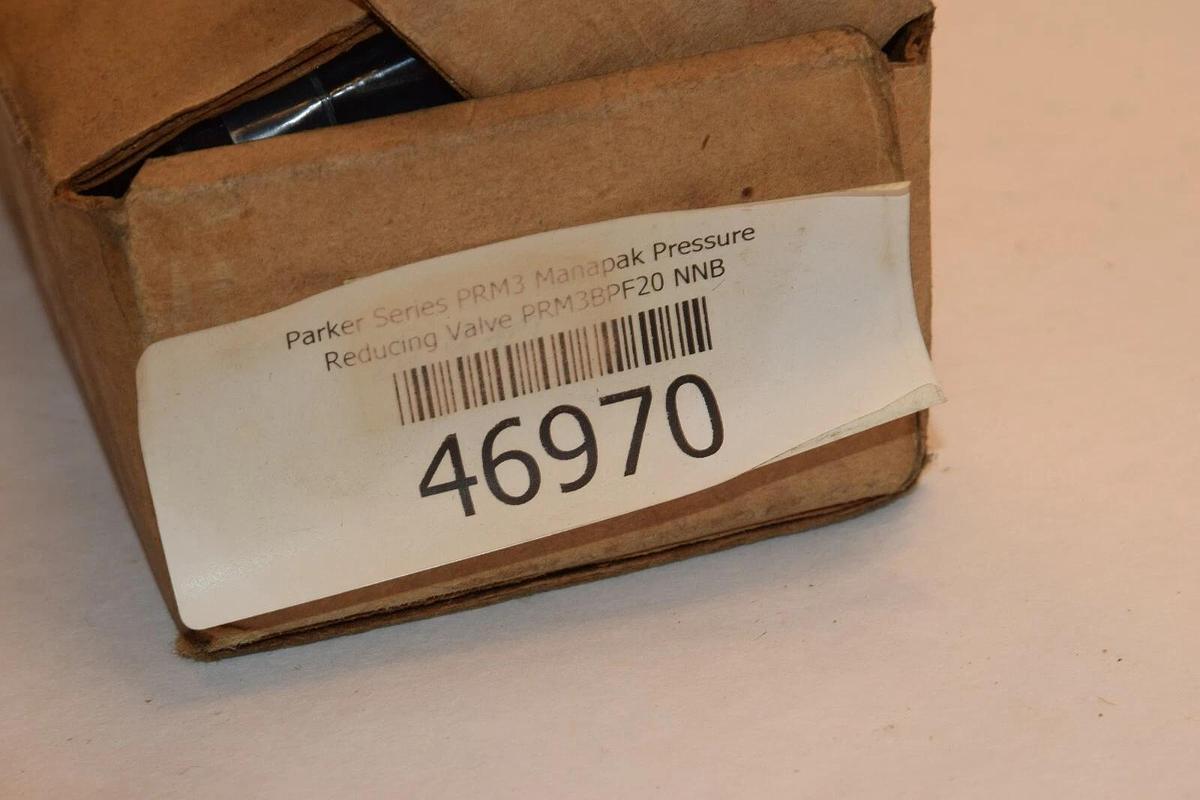 Parker Series PRM3 Manapak Pressure
Reducing Valve PRM3BPF20 NNB
46970